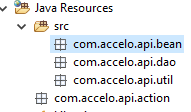 Java Resources
src
com.accelo.api.bean
com.accelo.api.dao
com.accelo.api.util
com.accelo.api.action